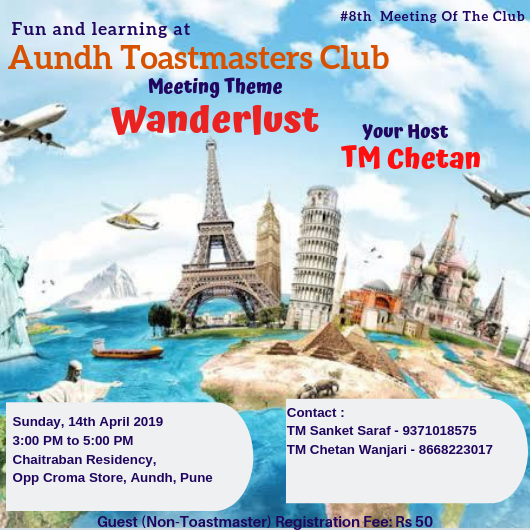 #8th Meeting Of The Club
Fun and learning at
Aundh Toastmasters Club
Meeting Theme
Wanderlust
Your Host
TM Chetan
Sunday, 14th April 2019
3:00 PM to 5:00 PM
Chaitraban Residency,
Opp Croma Store, Aundh, Pune
Contact :
TM Sanket Saraf - 9371018575
TM Chetan Wanjari - 8668223017
Guest (Non-Toastmaster) Registration Fee: Rs 50